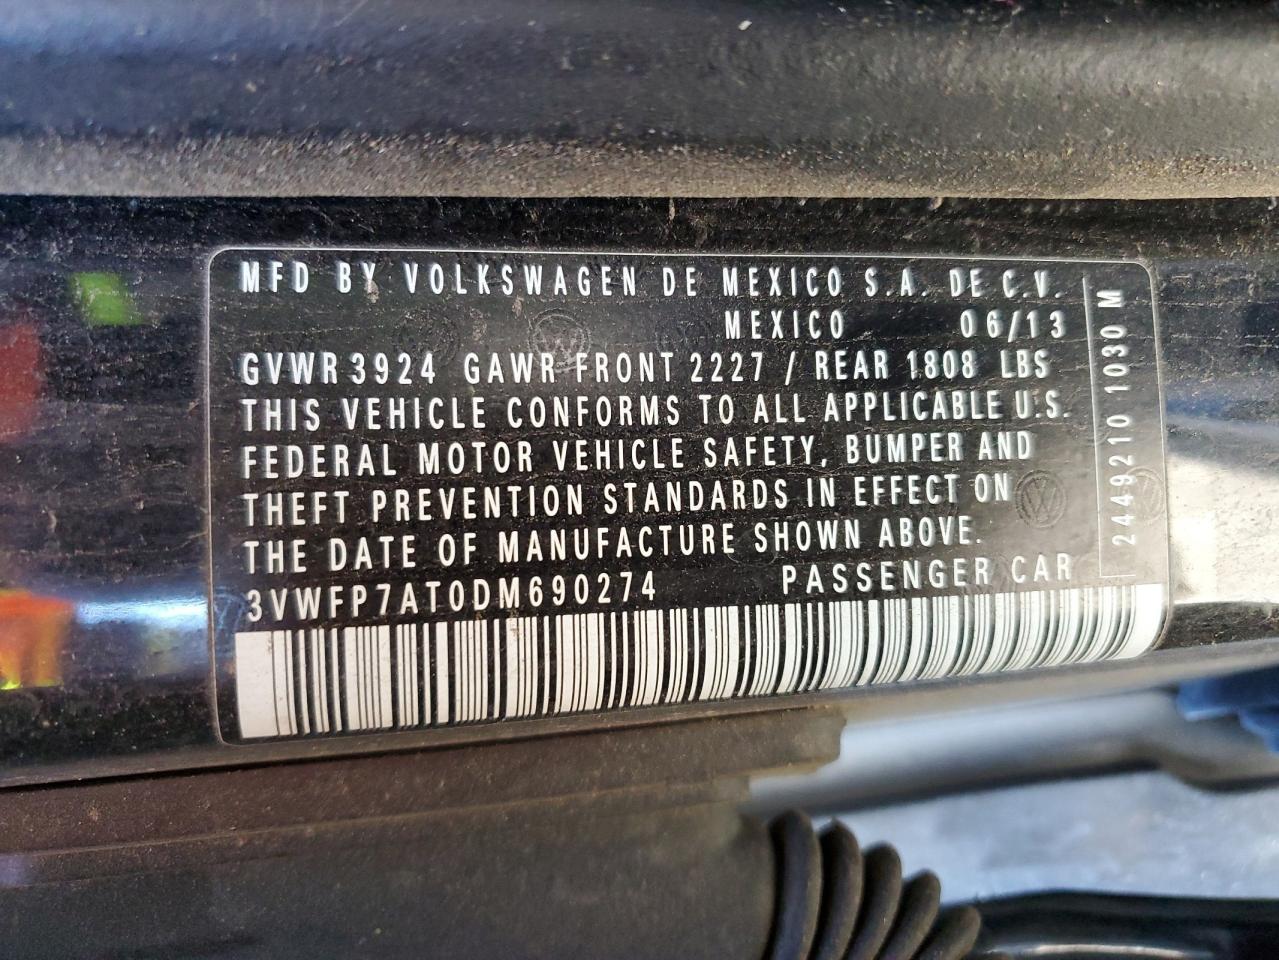 MFD BY VOLKSWAGEN DE MEXICO S.A. DE C.V.
MEXICO 06/13
GVWR 3924 GAWR FRONT 2227 / REAR 1808 LBS
THIS VEHICLE CONFORMS TO ALL APPLICABLE U.S.
FEDERAL MOTOR VEHICLE SAFETY, BUMPER AND
THEFT PREVENTION STANDARDS IN EFFECT ON
THE DATE OF MANUFACTURE SHOWN ABOVE.
3VWFP7AT0DM690274 PASSENGER CAR
2449210 1030 M